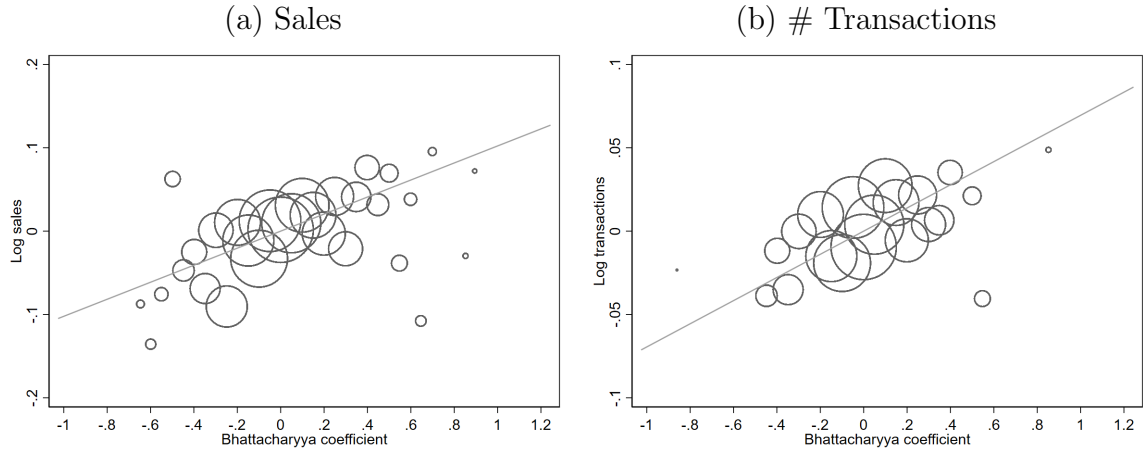 (a) Sales
.2
.1
0
-.1
-.2
Log sales
-1 -.8 -.6 -.4 -.2 0 .2 .4 .6 .8 1 1.2
Bhattacharyya coefficient
(b) # Transactions
.1
.05
0
-.05
-.1
Log transactions
-1 -.8 -.6 -.4 -.2 0 .2 .4 .6 .8 1 1.2
Bhattacharyya coefficient